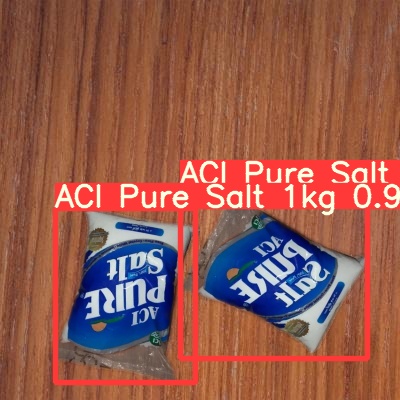 ACI Pure Salt
ACI Pure Salt 1kg 0.9
ACI
PURE
Salt
ACI
PURE
Salt